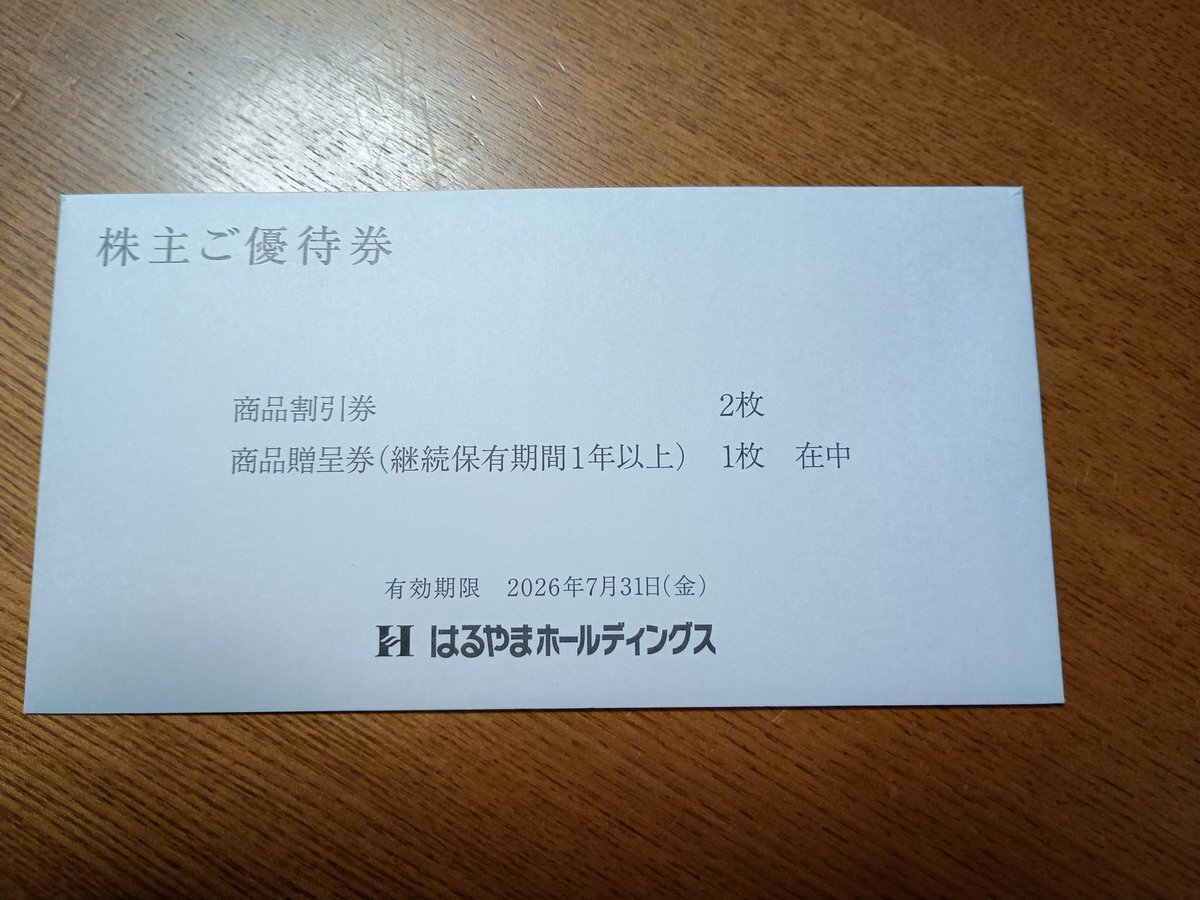 株主ご優待券
商品割引券 2枚
商品贈呈券(継続保有期間1年以上) 1枚 在中
有効期限 2026年7月31日(金)
H はるやまホールディングス